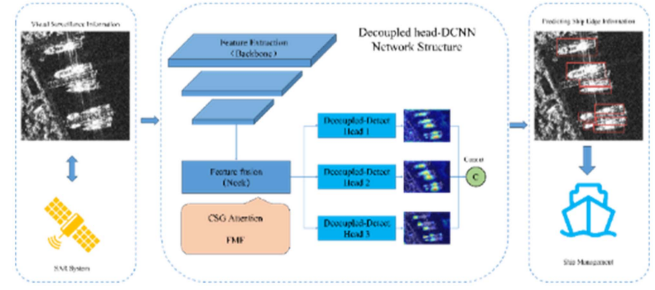 Visual Surveillance Information
SAR System
Decoupled head-DCNN
Network Structure
Feature Extraction
(Backbone)
Feature fusion
(Neck)
CSG Attention
FMF
Decoupled-Detect
Head 1
Decoupled-Detect
Head 2
Decoupled-Detect
Head 3
Concat
C
Predicting Ship Edge Information
Ship Management